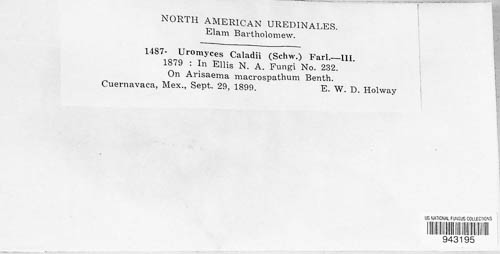 NORTH AMERICAN UREDINALES.
Elam Bartholomew.
1487- Uromyces Caladii (Schw.) Farl.—III.
1879 : In Ellis N. A. Fungi No. 232.
On Arisaema macrospathum Benth.
Cuernavaca, Mex., Sept. 29, 1899. E. W. D. Holway
US NATIONAL FUNGUS COLLECTIONS
943195